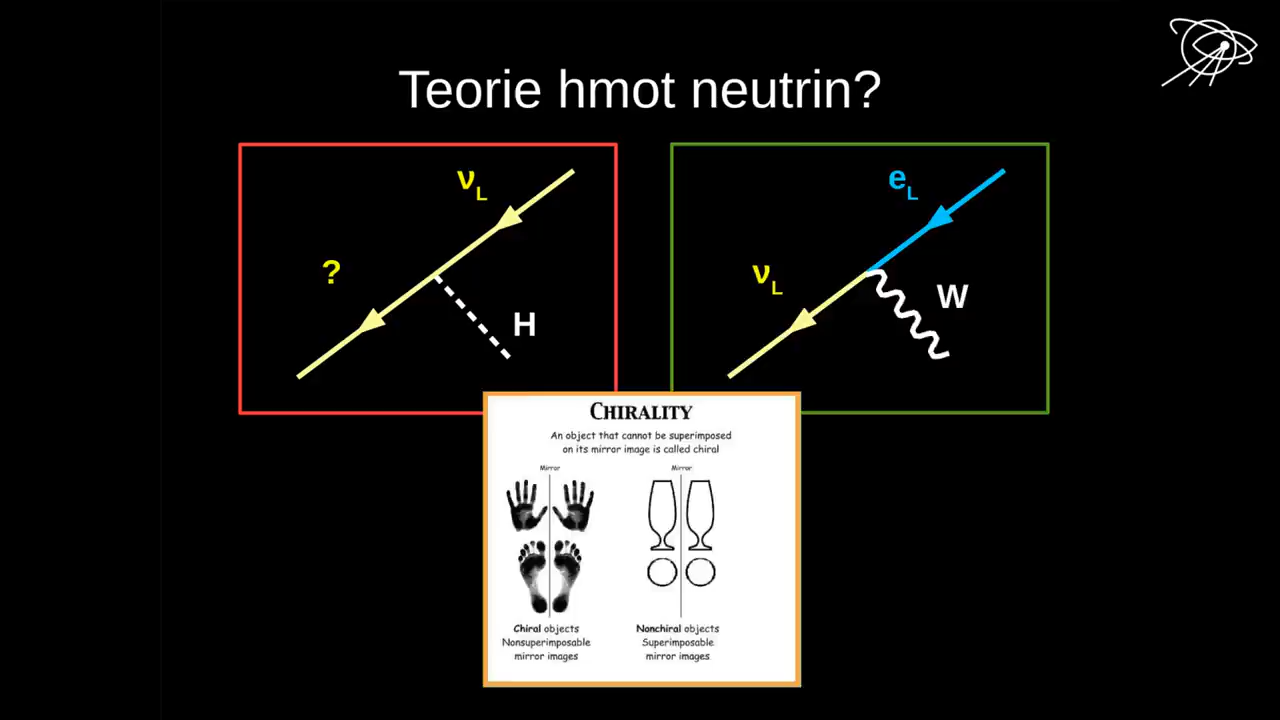 Teorie hmot neutrin?
νL
?
H
eL
νL
W
CHIRALITY
An object that cannot be superimposed
on its mirror image is called chiral
Mirror
Mirror
Chiral objects
Nonsuperimposable
mirror images
Nonchiral objects
Superimposable
mirror images